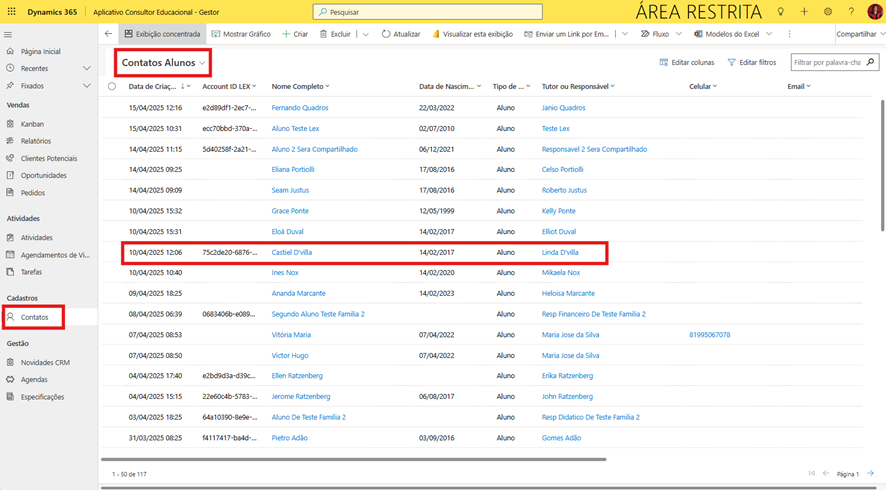 Dynamics 365 Aplicativo Consultor Educacional - Gestor Pesquisar ÁREA RESTRITA
Exibição concentrada Mostrar Gráfico Criar Excluir Atualizar Visualizar esta exibição Enviar um Link por Em... Fluxo Modelos do Excel Compartilhar
Página Inicial
Recentes
Fixados
Vendas
Kanban
Relatórios
Clientes Potenciais
Oportunidades
Pedidos
Atividades
Atividades
Agendamentos de Vi...
Tarefas
Cadastros
Contatos
Gestão
Novidades CRM
Agendas
Especificações
Contatos Alunos Editar colunas Editar filtros Filtrar por palavra-cha
Data de Criaç... Account ID LEX Nome Completo Data de Nascim... Tipo de ... Tutor ou Responsável Celular Email
15/04/2025 12:16 e2d89df1-2ec7-... Fernando Quadros 22/03/2022 Aluno Janio Quadros
15/04/2025 10:31 ecc70bbd-370a-... Aluno Teste Lex 02/07/2010 Aluno Teste Lex
14/04/2025 11:15 5d40258f-2a21-... Aluno 2 Sera Compartilhado 06/12/2021 Aluno Responsavel 2 Sera Compartilhado
14/04/2025 09:25 Eliana Portiolli 17/08/2016 Aluno Celso Portiolli
14/04/2025 09:09 Seam Justus 17/08/2016 Aluno Roberto Justus
10/04/2025 15:32 Grace Ponte 12/05/1999 Aluno Kelly Ponte
10/04/2025 15:31 Eloá Duval 14/02/2017 Aluno Elliot Duval
10/04/2025 12:06 75c2de20-6876-... Castiel D'villa 14/02/2017 Aluno Linda D'villa
10/04/2025 10:40 Ines Nox 14/02/2020 Aluno Mikaela Nox
09/04/2025 18:25 Ananda Marcante 14/02/2023 Aluno Heloisa Marcante
08/04/2025 06:39 0683406b-e089... Segundo Aluno Teste Familia 2 Aluno Resp Financeiro De Teste Familia 2
07/04/2025 08:53 Vitória Maria 07/04/2022 Aluno Maria Jose da Silva 81995067078
07/04/2025 08:50 Victor Hugo 07/04/2022 Aluno Maria Jose da Silva
04/04/2025 17:40 e2bd9d3a-d39c... Ellen Ratzenberg Aluno Erika Ratzenberg
04/04/2025 15:15 22e60c4b-5783-... Jerome Ratzenberg 06/08/2017 Aluno John Ratzenberg
03/04/2025 18:25 64a10390-8e9e-... Aluno De Teste Familia 2 Aluno Resp Didatico De Teste Familia 2
31/03/2025 08:25 f4117417-ba4d-... Pietro Adão 03/09/2016 Aluno Gomes Adão
1 - 50 de 117 Página 1